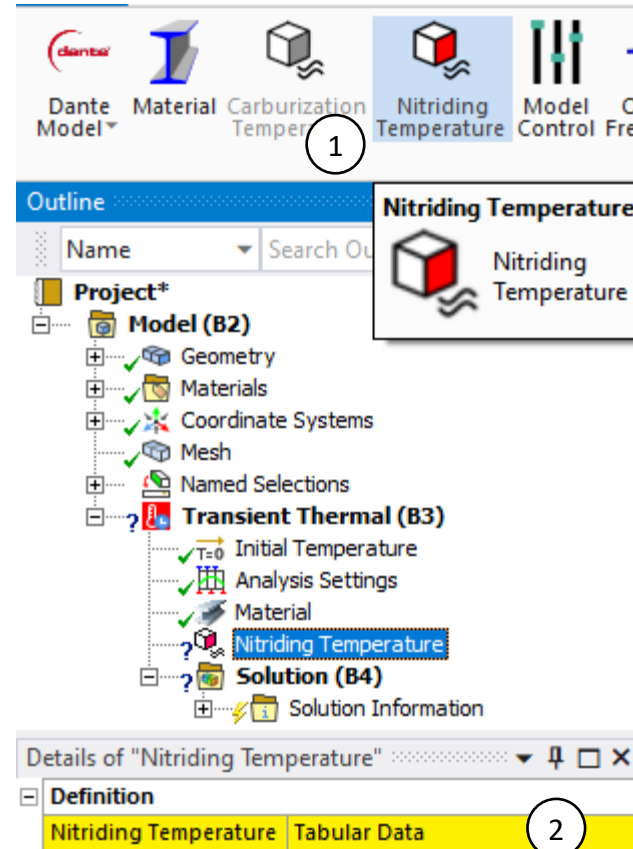 dante
Dante
Model
Material
Carburization
Temper
1
Nitriding
Temperature
Model
Control
C
Fre
Outline
Nitriding Temperature
Name
Search Ou
Nitriding
Temperature
Project*
Model (B2)
Geometry
Materials
Coordinate Systems
Mesh
Named Selections
? Transient Thermal (B3)
T=0 Initial Temperature
Analysis Settings
Material
? Nitriding Temperature
? Solution (B4)
i Solution Information
Details of "Nitriding Temperature"
Definition
Nitriding Temperature Tabular Data 2